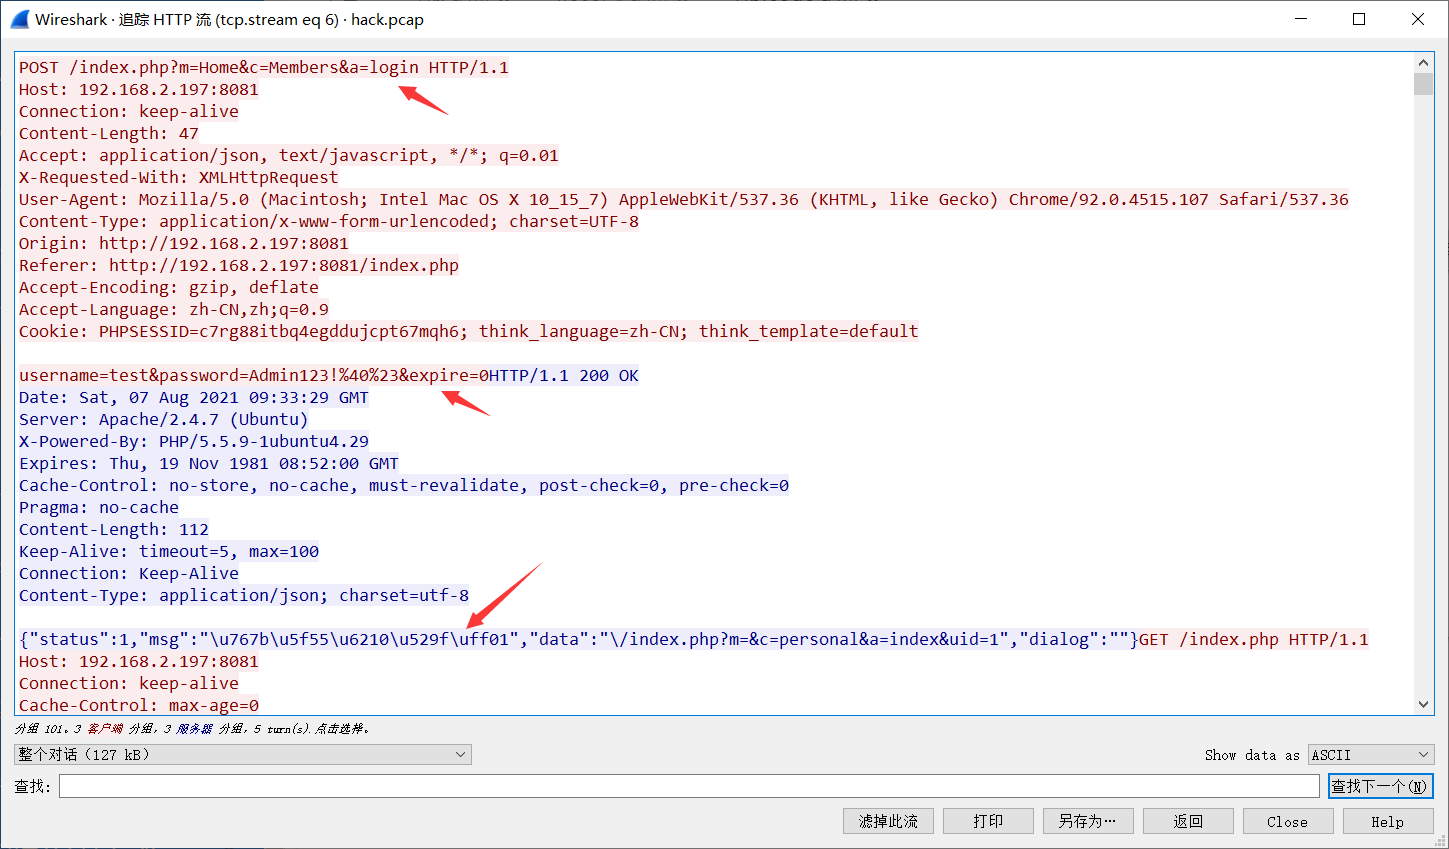 Wireshark · 追踪 HTTP 流 (tcp.stream eq 6) · hack.pcap
POST /index.php?m=Home&c=Members&a=login HTTP/1.1
Host: 192.168.2.197:8081
Connection: keep-alive
Content-Length: 47
Accept: application/json, text/javascript, */*; q=0.01
X-Requested-With: XMLHttpRequest
User-Agent: Mozilla/5.0 (Macintosh; Intel Mac OS X 10_15_7) AppleWebKit/537.36 (KHTML, like Gecko) Chrome/92.0.4515.107 Safari/537.36
Content-Type: application/x-www-form-urlencoded; charset=UTF-8
Origin: http://192.168.2.197:8081
Referer: http://192.168.2.197:8081/index.php
Accept-Encoding: gzip, deflate
Accept-Language: zh-CN,zh;q=0.9
Cookie: PHPSESSID=c7rg88itbq4egddujcpt67mqh6; think_language=zh-CN; think_template=default
username=test&password=Admin123!%40%23&expire=0HTTP/1.1 200 OK
Date: Sat, 07 Aug 2021 09:33:29 GMT
Server: Apache/2.4.7 (Ubuntu)
X-Powered-By: PHP/5.5.9-1ubuntu4.29
Expires: Thu, 19 Nov 1981 08:52:00 GMT
Cache-Control: no-store, no-cache, must-revalidate, post-check=0, pre-check=0
Pragma: no-cache
Content-Length: 112
Keep-Alive: timeout=5, max=100
Connection: Keep-Alive
Content-Type: application/json; charset=utf-8
{"status":1,"msg":"\u767b\u5f55\u6210\u529f\uff01","data":"\/index.php?m=&c=personal&a=index&uid=1","dialog":""}GET /index.php HTTP/1.1
Host: 192.168.2.197:8081
Connection: keep-alive
Cache-Control: max-age=0
分组 101。3 客户端 分组，3 服务器 分组，5 turn(s).点击选择。
整个对话（127 kB）
Show data as ASCII
查找:
查找下一个(N)
滤掉此流 打印 另存为… 返回 Close Help